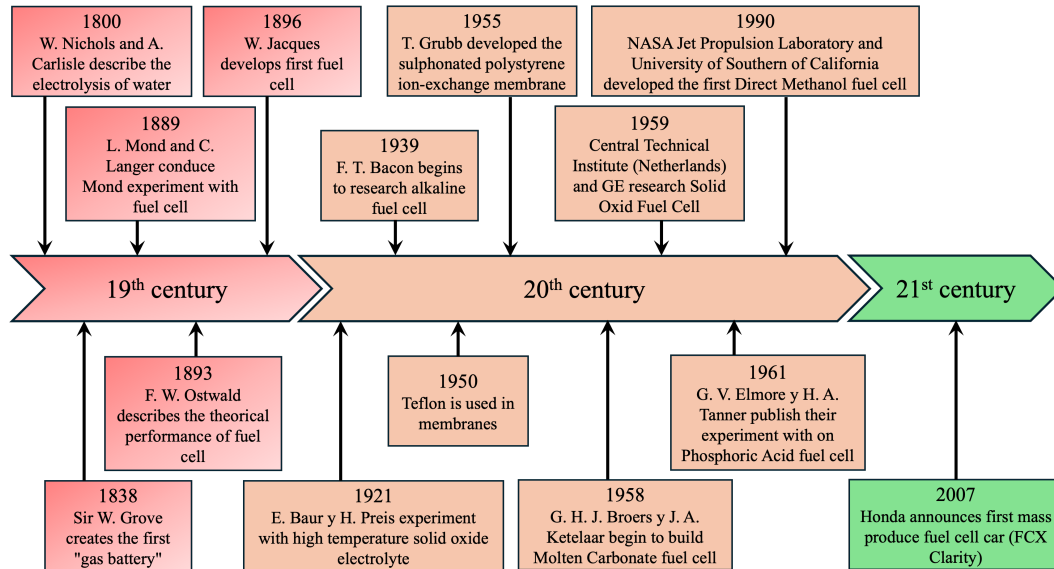 1800
W. Nichols and A.
Carlisle describe the
electrolysis of water
1896
W. Jacques
develops first fuel
cell
1955
T. Grubb developed the
sulphonated polystyrene
ion-exchange membrane
1990
NASA Jet Propulsion Laboratory and
University of Southern of California
developed the first Direct Methanol fuel cell
1889
L. Mond and C.
Langer conduce
Mond experiment with
fuel cell
1939
F. T. Bacon begins
to research alkaline
fuel cell
1959
Central Technical
Institute (Netherlands)
and GE research Solid
Oxid Fuel Cell
19th century
20th century
21st century
1893
F. W. Ostwald
describes the theorical
performance of fuel
cell
1950
Teflon is used in
membranes
1961
G. V. Elmore y H. A.
Tanner publish their
experiment with on
Phosphoric Acid fuel cell
1838
Sir W. Grove
creates the first
"gas battery"
1921
E. Baur y H. Preis experiment
with high temperature solid oxide
electrolyte
1958
G. H. J. Broers y J. A.
Ketelaar begin to build
Molten Carbonate fuel cell
2007
Honda announces first mass
produce fuel cell car (FCX
Clarity)